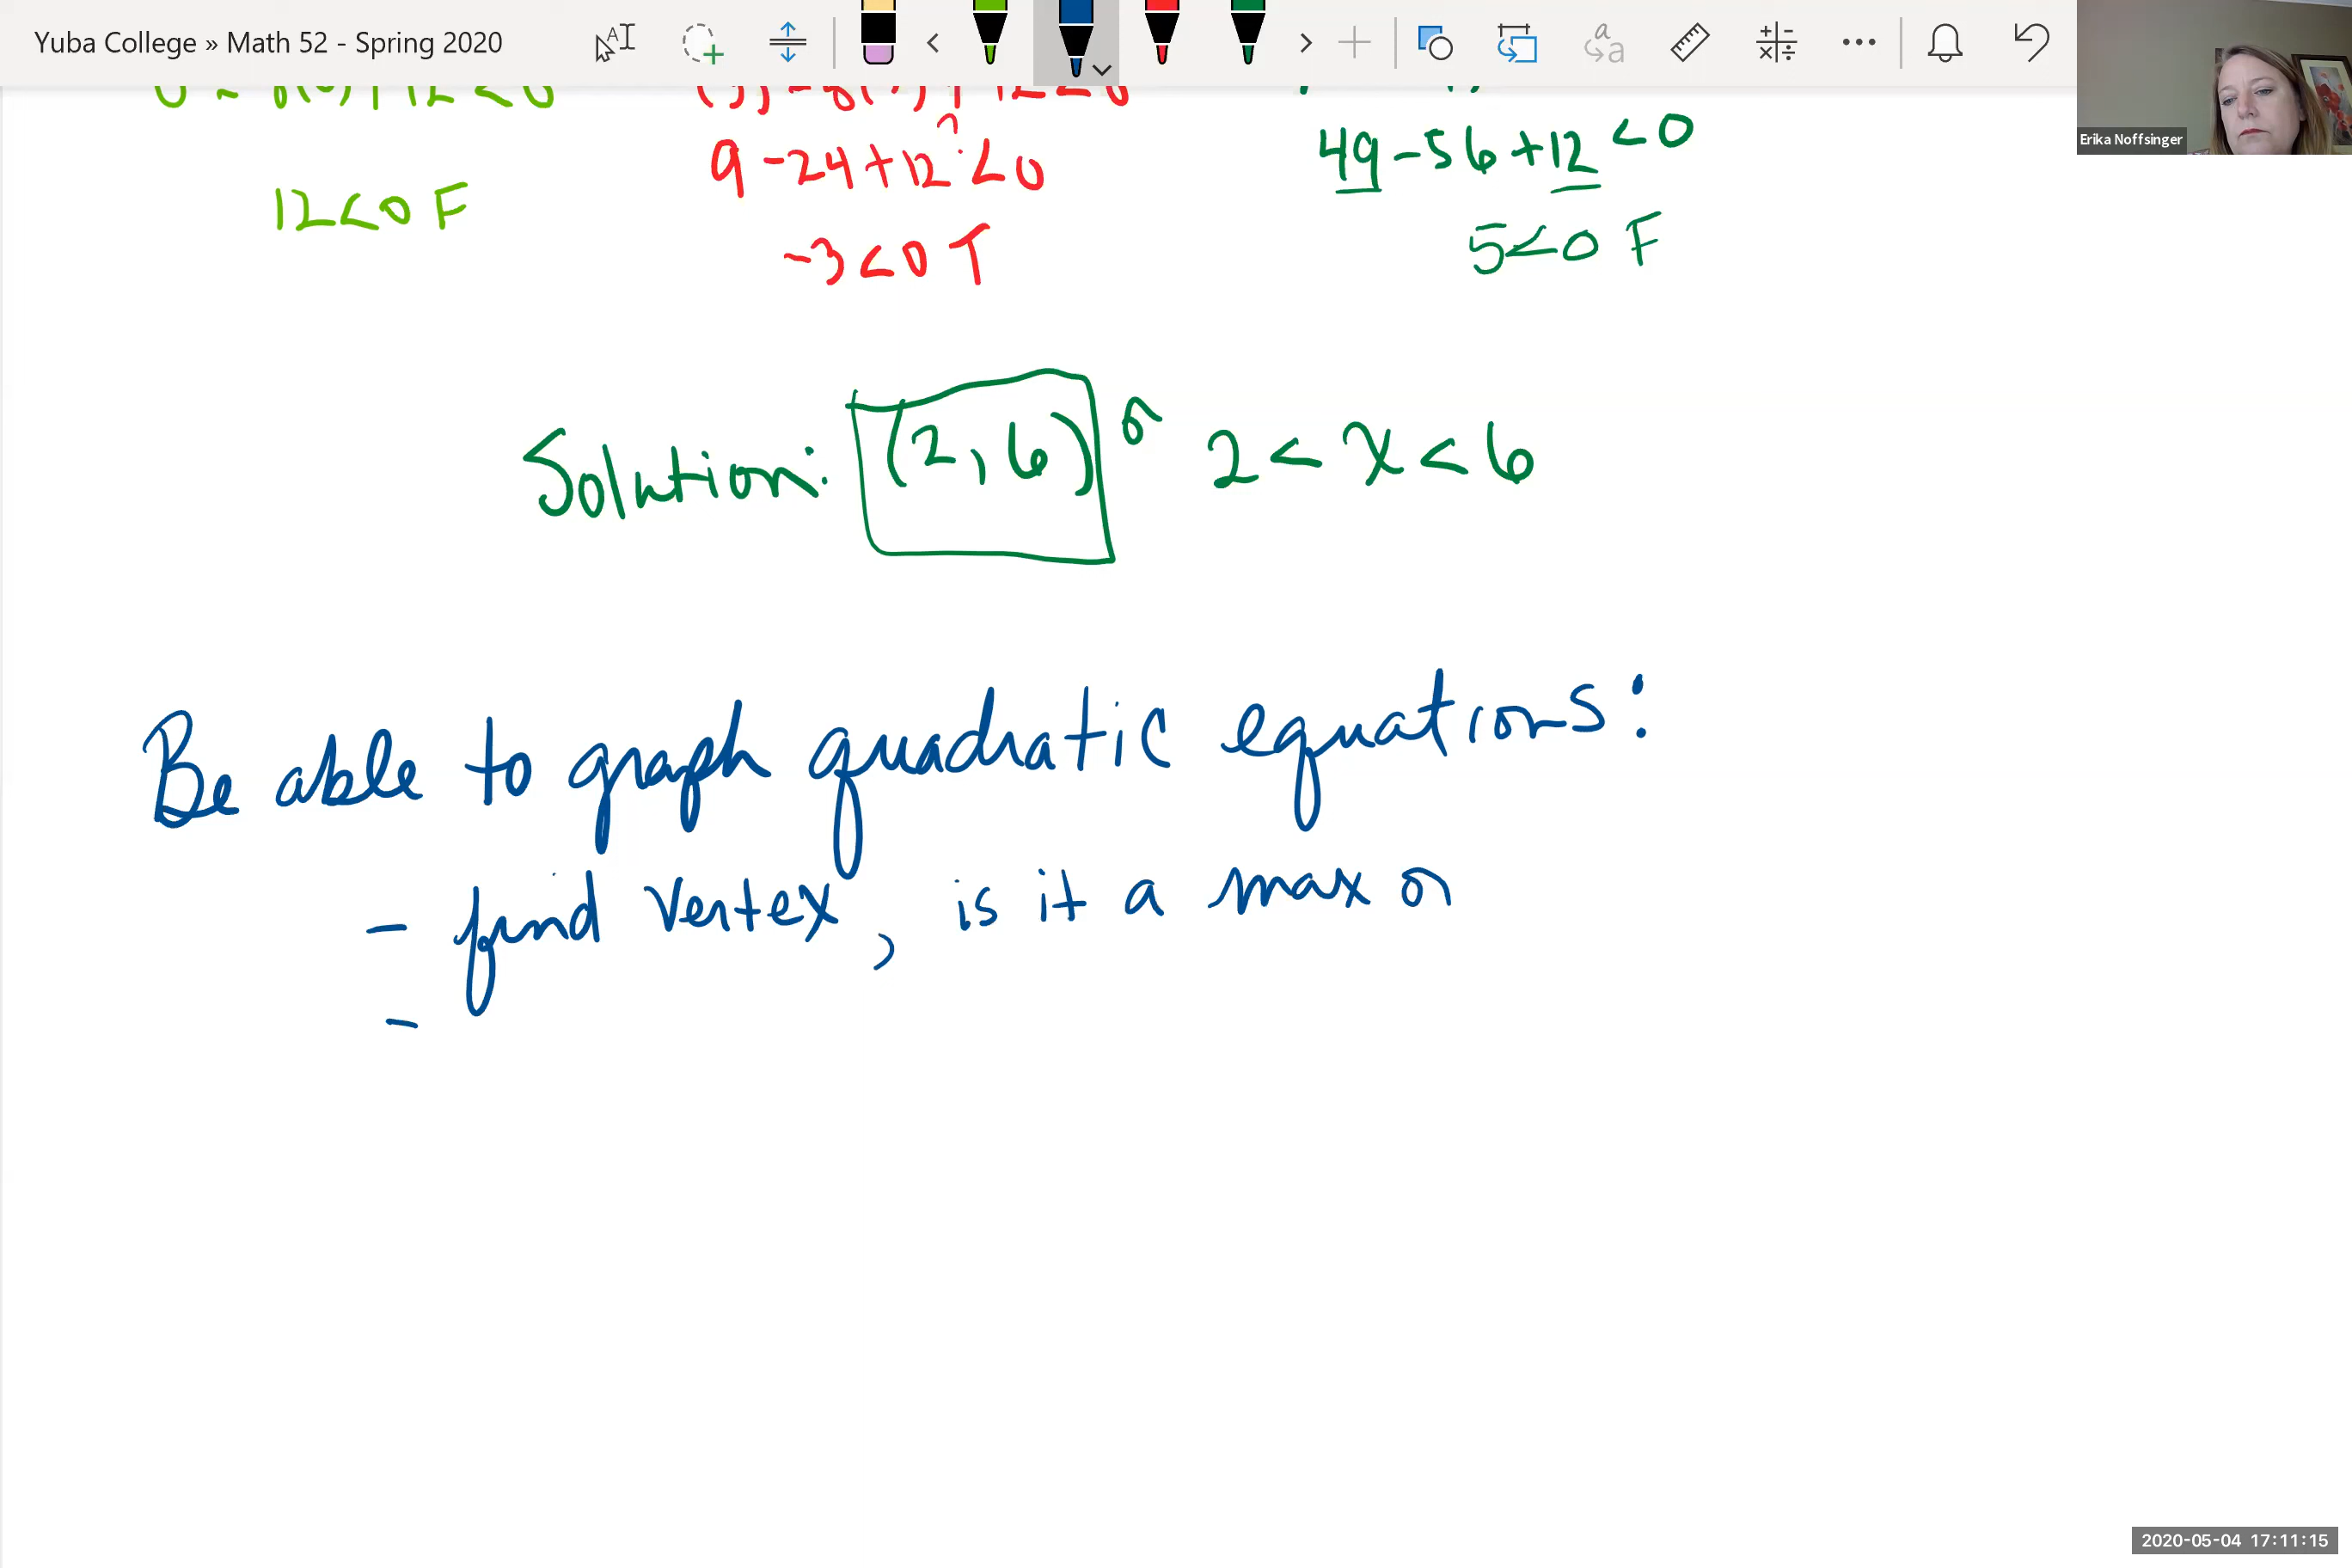 Yuba College » Math 52 - Spring 2020
Erika Noffsinger
9 - 24 + 12 ? < 0
49 - 56 + 12 < 0
12 < 0 F
-3 < 0 T
5 < 0 F
Solution: (2, 6) or 2 < x < 6
Be able to graph quadratic equations:
- find vertex, is it a max or
-
2020-05-04 17:11:15